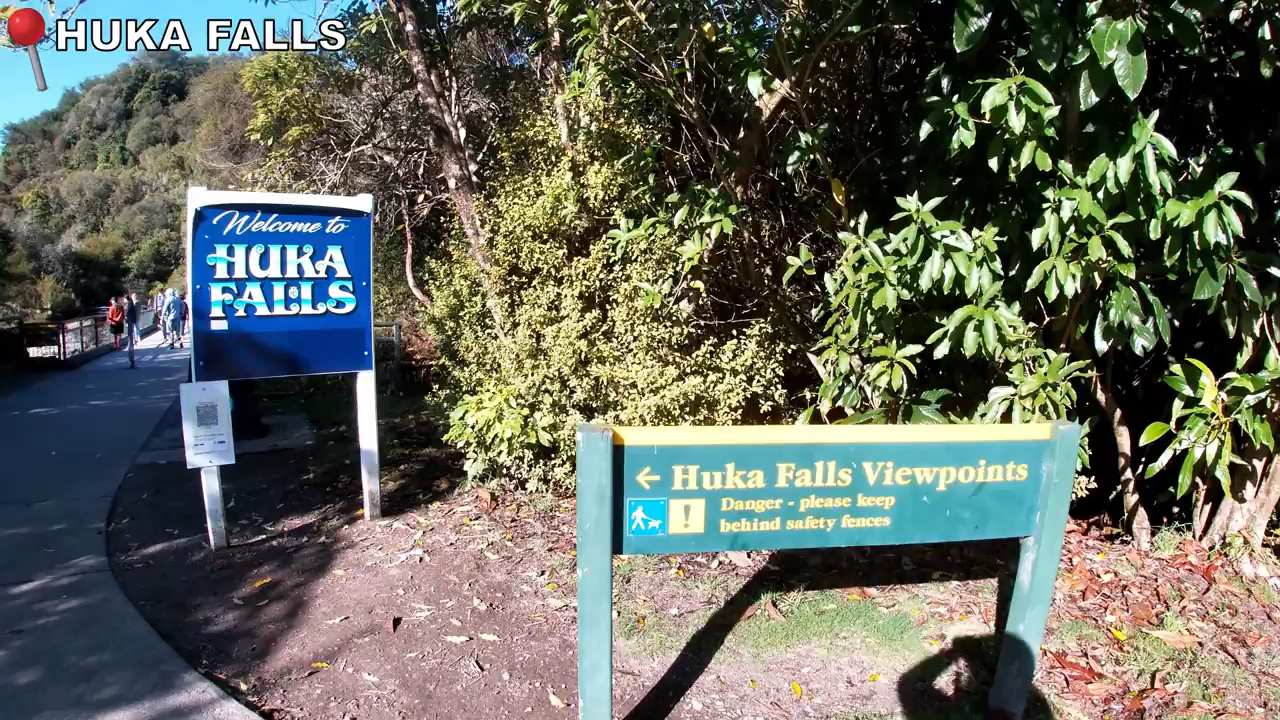 HUKA FALLS
Welcome to
HUKA
FALLS
← Huka Falls Viewpoints
Danger - please keep
behind safety fences